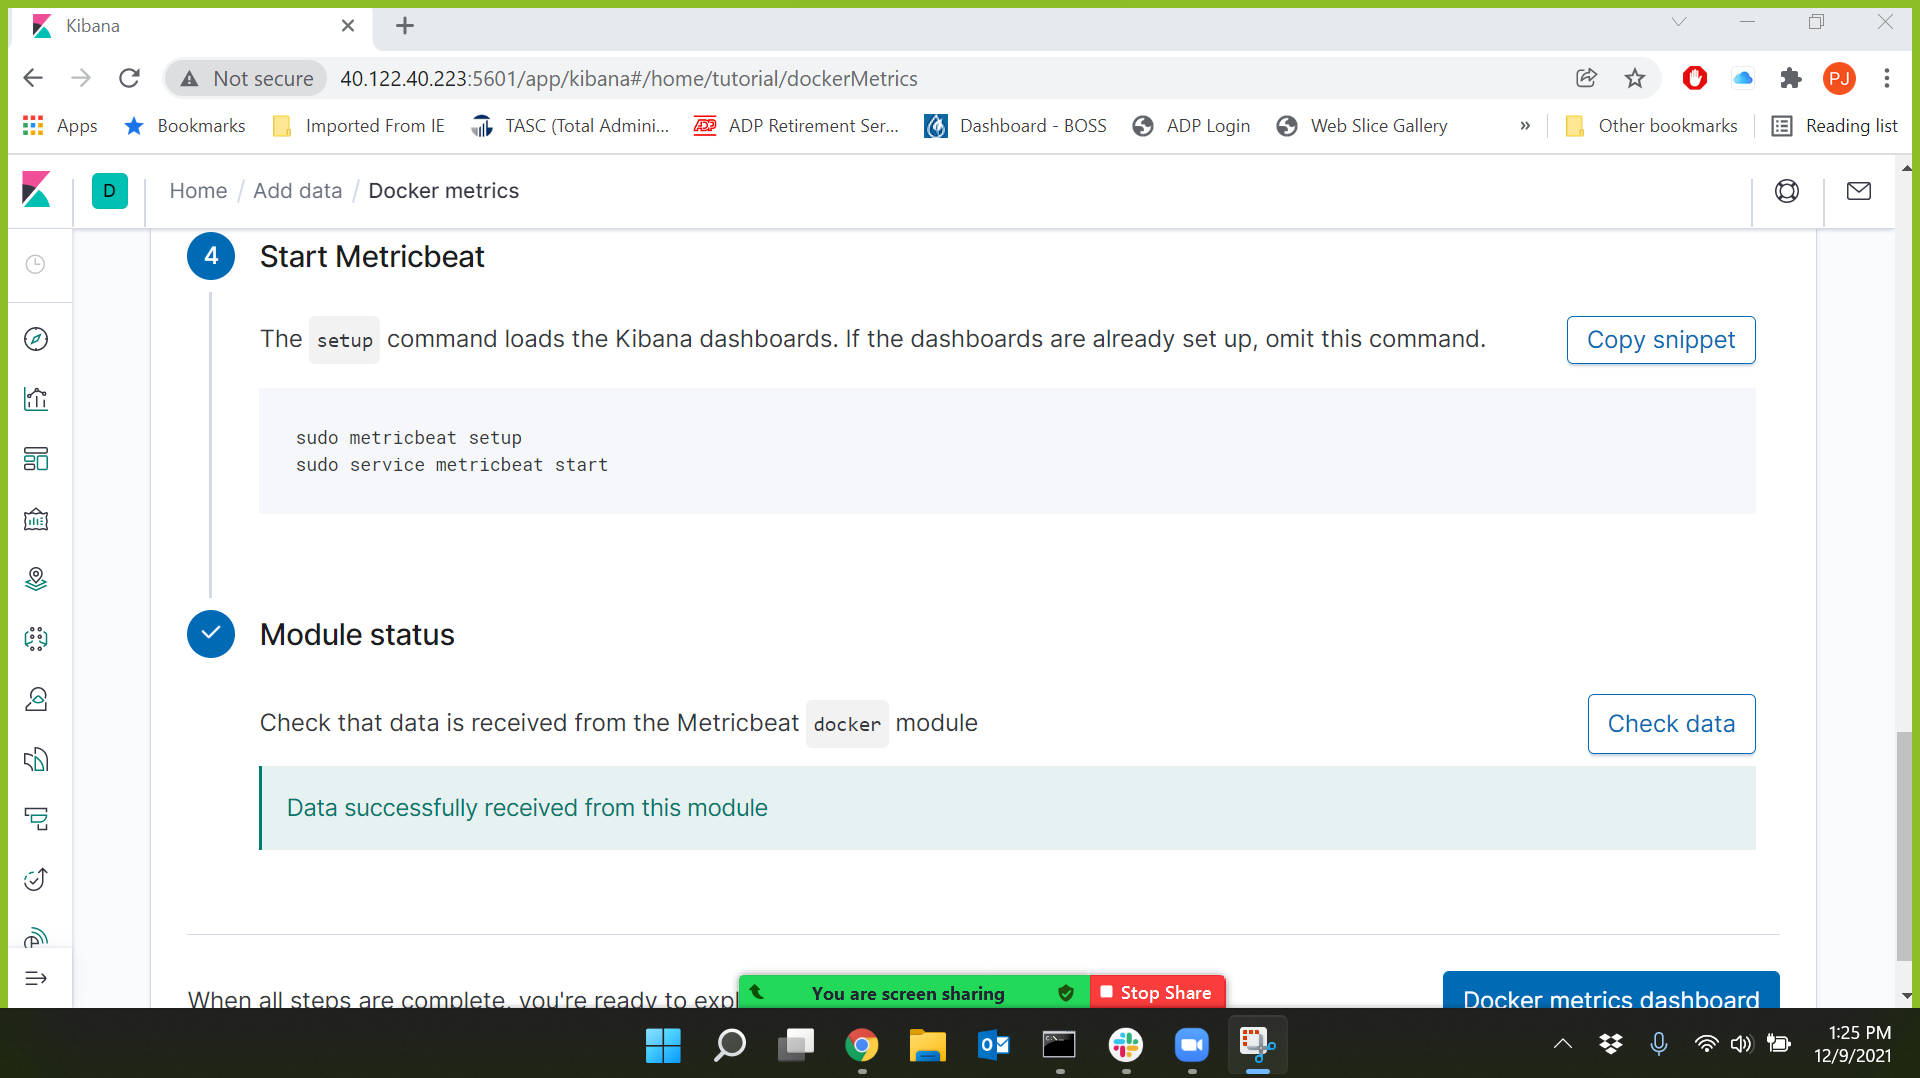 Kibana
Not secure 40.122.40.223:5601/app/kibana#/home/tutorial/dockerMetrics PJ
Apps Bookmarks Imported From IE TASC (Total Admini... ADP ADP Retirement Ser... Dashboard - BOSS ADP Login Web Slice Gallery » Other bookmarks Reading list
D Home / Add data / Docker metrics
4 Start Metricbeat
The setup command loads the Kibana dashboards. If the dashboards are already set up, omit this command. Copy snippet
sudo metricbeat setup
sudo service metricbeat start
Module status
Check that data is received from the Metricbeat docker module Check data
Data successfully received from this module
When all steps are complete, you're ready to expl
You are screen sharing Stop Share
Docker metrics dashboard
1:25 PM
12/9/2021